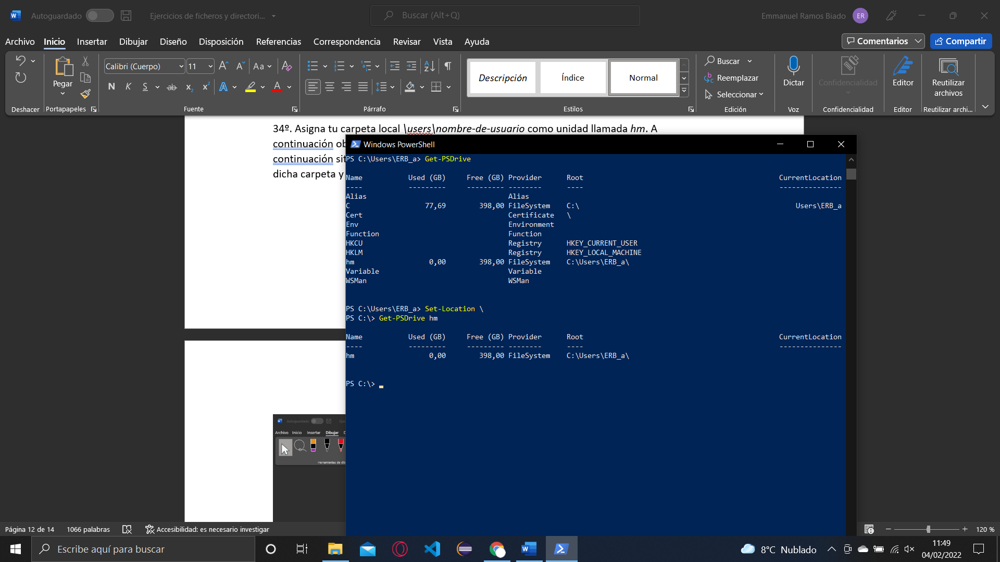 Autoguardado
Ejercicios de ficheros y directori...
Buscar (Alt+Q)
Emmanuel Ramos Biado
ER
Archivo Inicio Insertar Dibujar Diseño Disposición Referencias Correspondencia Revisar Vista Ayuda
Comentarios
Compartir
Pegar
Calibri (Cuerpo) 11
Aa
N K S ab x₂ x² A A
Descripción
Índice
Normal
Buscar
Reemplazar
Seleccionar
Dictar
Confidencialidad
Editor
Reutilizar archivos
Deshacer Portapapeles Fuente Párrafo Estilos Edición Voz Confidencialidad Editor Reutilizar archi...
34º. Asigna tu carpeta local \users\nombre-de-usuario como unidad llamada hm. A
continuación
continuación
dicha carpeta y
Windows PowerShell
PS C:\Users\ERB_a> Get-PSDrive
Name Used (GB) Free (GB) Provider Root CurrentLocation
---- --------- --------- -------- ---- ---------------
Alias Alias
C 77,69 398,00 FileSystem C:\ Users\ERB_a
Cert Certificate \
Env Environment
Function Function
HKCU Registry HKEY_CURRENT_USER
HKLM Registry HKEY_LOCAL_MACHINE
hm 0,00 398,00 FileSystem C:\Users\ERB_a\
Variable Variable
WSMan WSMan
PS C:\Users\ERB_a> Set-Location \
PS C:\> Get-PSDrive hm
Name Used (GB) Free (GB) Provider Root CurrentLocation
---- --------- --------- -------- ---- ---------------
hm 0,00 398,00 FileSystem C:\Users\ERB_a\
PS C:\>
Autoguardado
Archivo Inicio Insertar Dibujar
Herramientas de
Página 12 de 14 1066 palabras Accesibilidad: es necesario investigar
120 %
Escribe aquí para buscar
8°C Nublado
11:49
04/02/2022